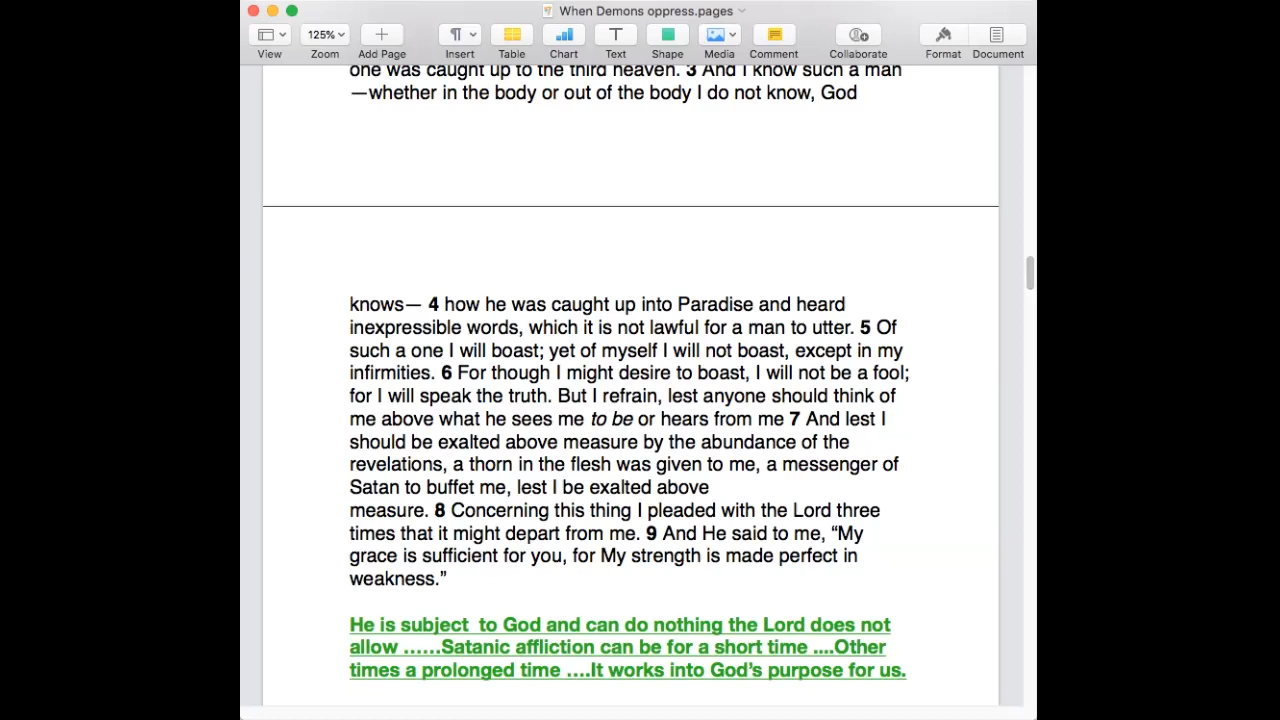 When Demons oppress.pages
125%
View
Zoom
Add Page
Insert
Table
Chart
Text
Shape
Media
Comment
Collaborate
Format
Document
one was caught up to the third heaven. 3 And I know such a man
—whether in the body or out of the body I do not know, God
knows— 4 how he was caught up into Paradise and heard
inexpressible words, which it is not lawful for a man to utter. 5 Of
such a one I will boast; yet of myself I will not boast, except in my
infirmities. 6 For though I might desire to boast, I will not be a fool;
for I will speak the truth. But I refrain, lest anyone should think of
me above what he sees me to be or hears from me 7 And lest I
should be exalted above measure by the abundance of the
revelations, a thorn in the flesh was given to me, a messenger of
Satan to buffet me, lest I be exalted above
measure. 8 Concerning this thing I pleaded with the Lord three
times that it might depart from me. 9 And He said to me, “My
grace is sufficient for you, for My strength is made perfect in
weakness.”
He is subject  to God and can do nothing the Lord does not
allow ......Satanic affliction can be for a short time ....Other
times a prolonged time ....It works into God’s purpose for us.